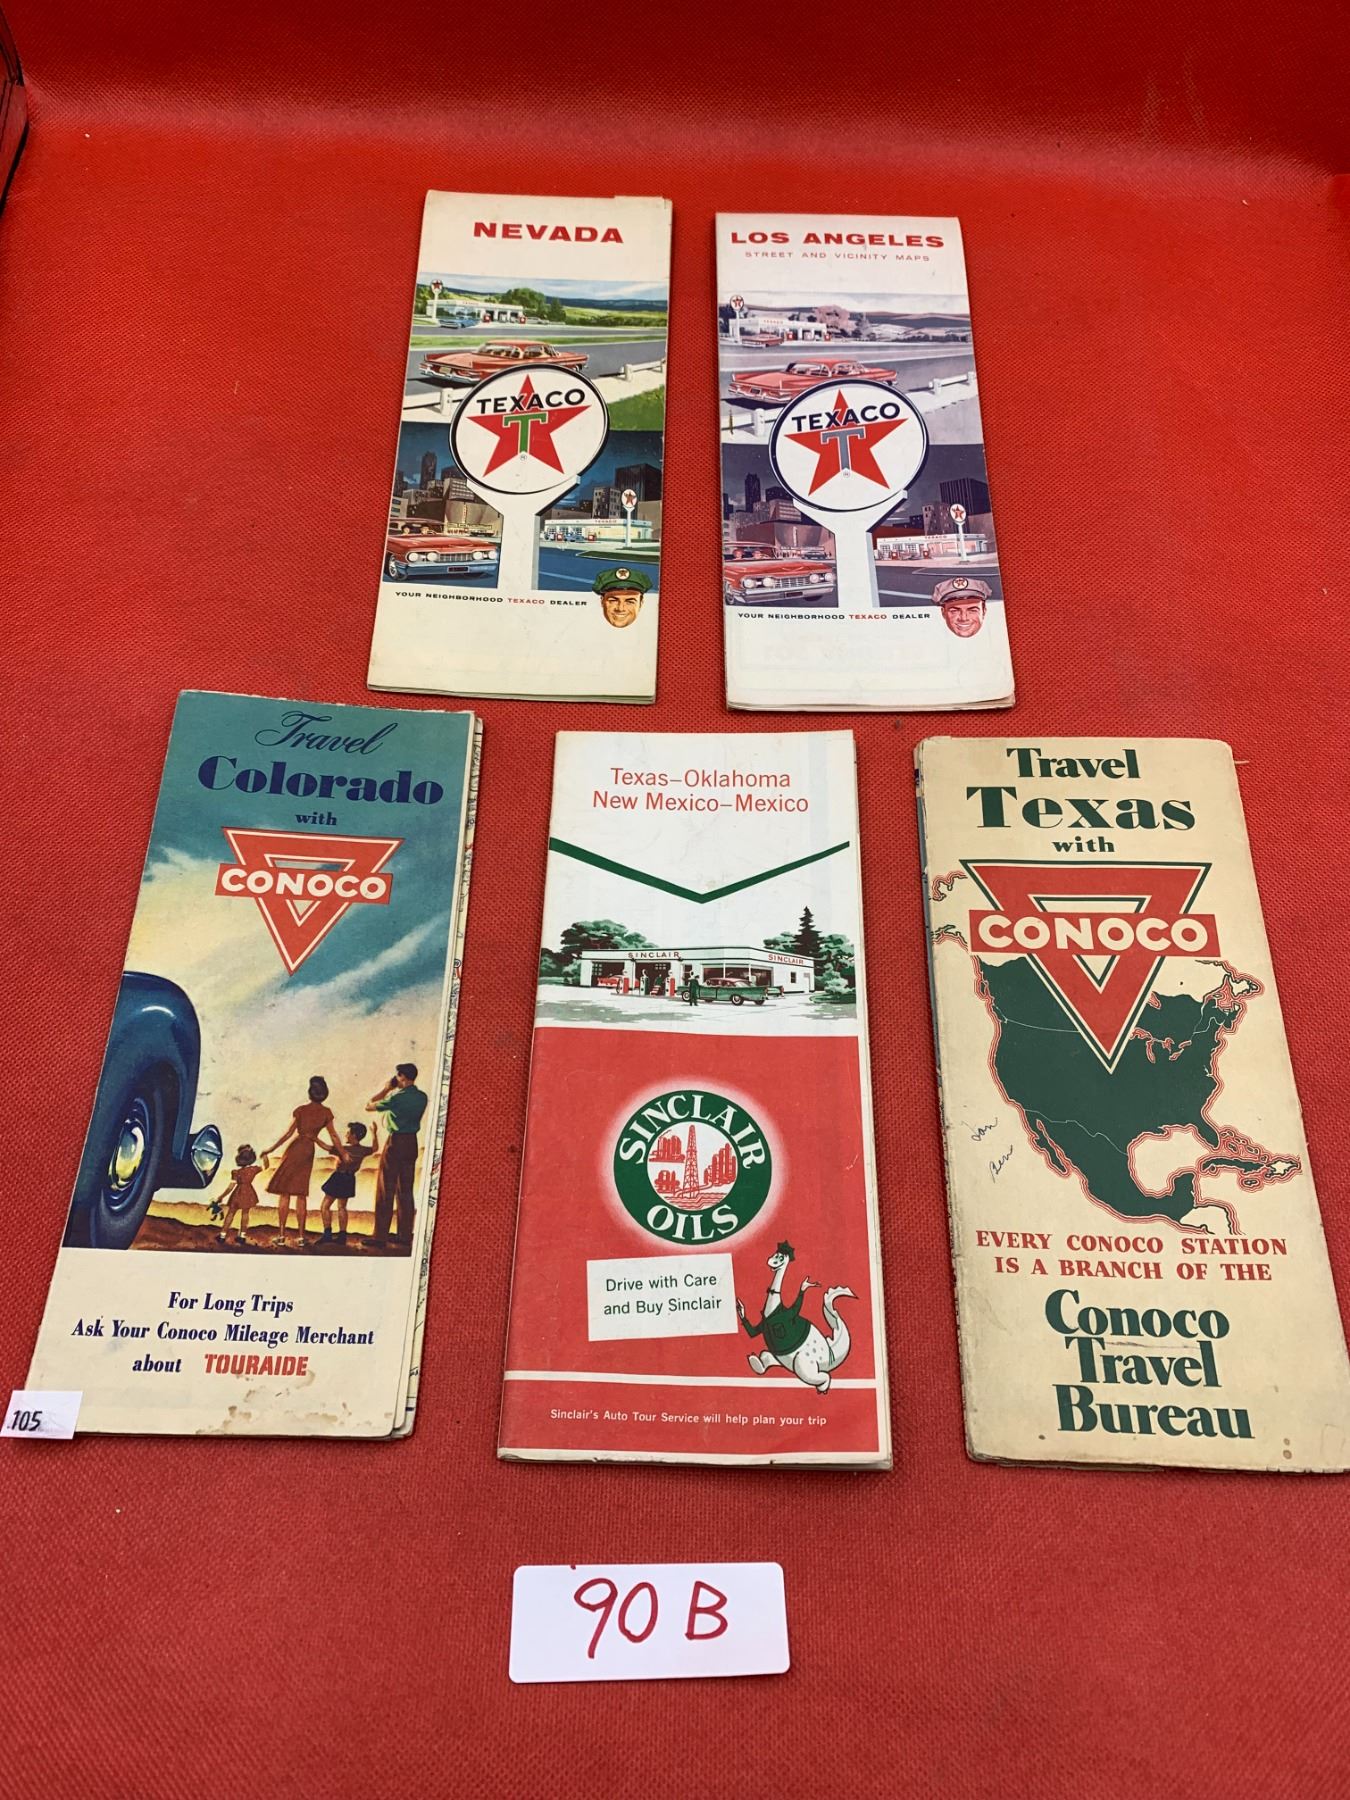 NEVADA
TEXACO
T
YOUR NEIGHBORHOOD TEXACO DEALER
LOS ANGELES
STREET AND VICINITY MAPS
TEXACO
TEXACO
T
TEXACO
YOUR NEIGHBORHOOD TEXACO DEALER
Travel
Colorado
with
CONOCO
For Long Trips
Ask Your Conoco Mileage Merchant
about TOURAIDE
105
Texas–Oklahoma
New Mexico–Mexico
SINCLAIR SINCLAIR
SINCLAIR
OILS
Drive with Care
and Buy Sinclair
Sinclair's Auto Tour Service will help plan your trip
Travel
Texas
with
CONOCO
EVERY CONOCO STATION
IS A BRANCH OF THE
Conoco
Travel
Bureau
90 B